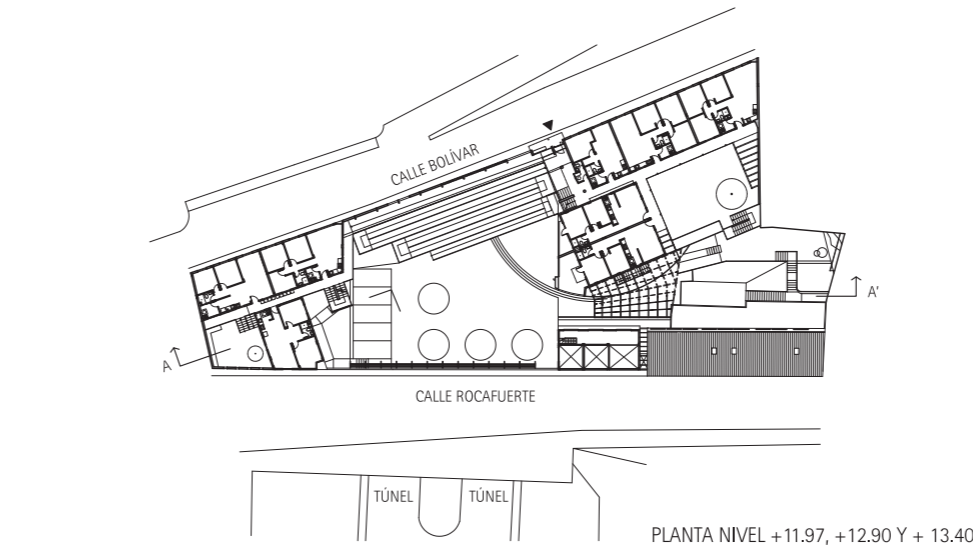 CALLE BOLÍVAR
A'
A
CALLE ROCAFUERTE
TÚNEL TÚNEL
PLANTA NIVEL +11.97, +12.90 Y + 13.40